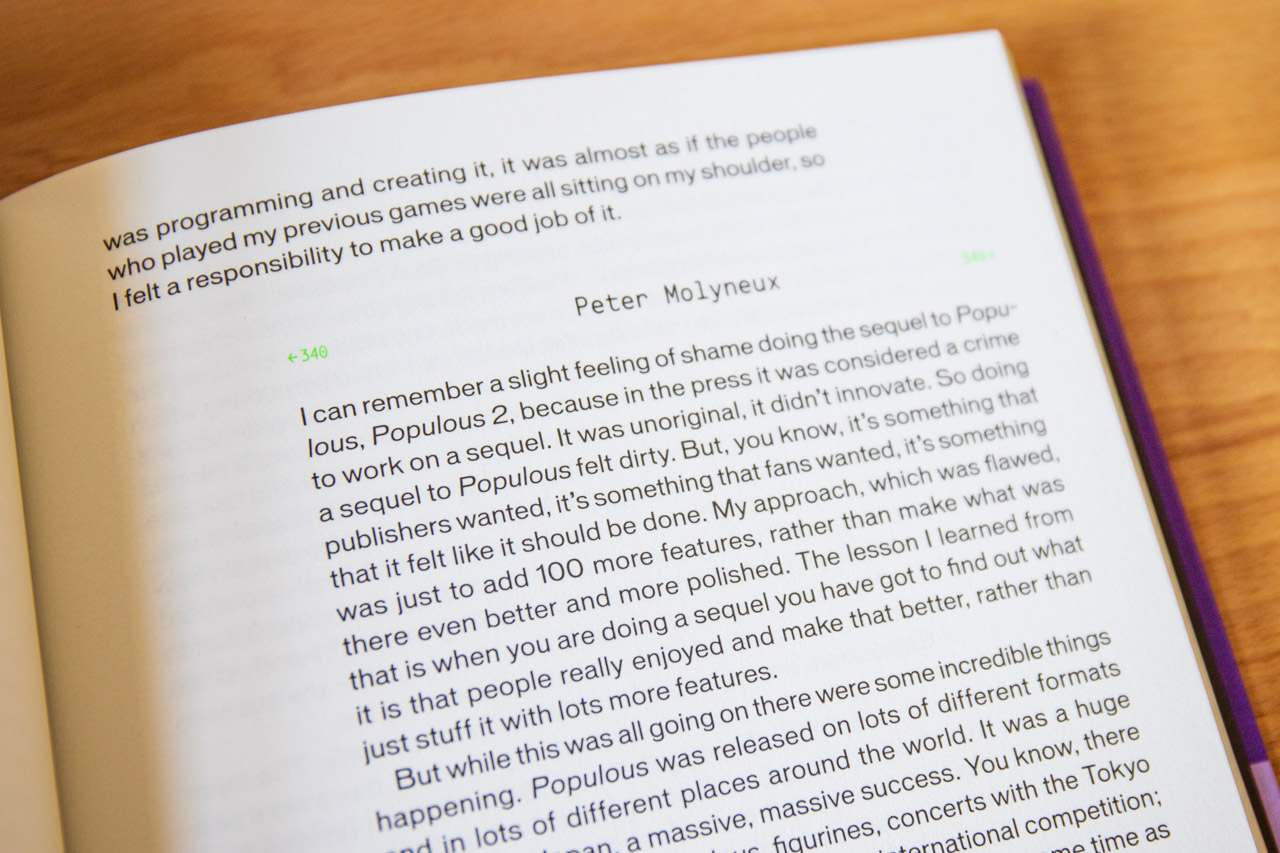 was programming and creating it, it was almost as if the people
who played my previous games were all sitting on my shoulder, so
I felt a responsibility to make a good job of it.
Peter Molyneux
←340
I can remember a slight feeling of shame doing the sequel to Popu-
lous, Populous 2, because in the press it was considered a crime
to work on a sequel. It was unoriginal, it didn't innovate. So doing
a sequel to Populous felt dirty. But, you know, it's something that
publishers wanted, it's something that fans wanted, it's something
that it felt like it should be done. My approach, which was flawed,
was just to add 100 more features, rather than make what was
there even better and more polished. The lesson I learned from
that is when you are doing a sequel you have got to find out what
it is that people really enjoyed and make that better, rather than
just stuff it with lots more features.
But while this was all going on there were some incredible things
happening. Populous was released on lots of different formats
and in lots of different places around the world. It was a huge
a massive, massive success. You know, there
figurines, concerts with the Tokyo
international competition;
time as